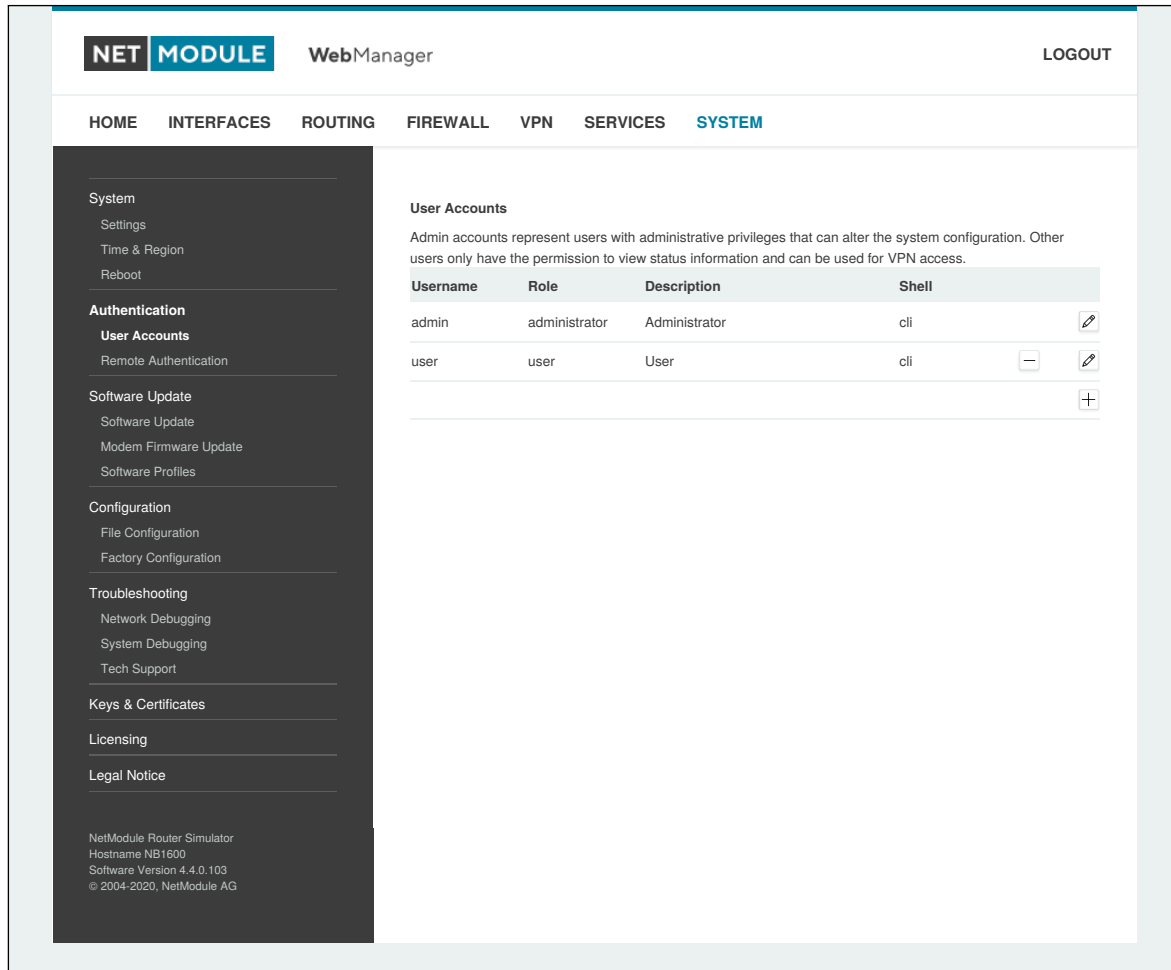 NET MODULE WebManager LOGOUT
HOME INTERFACES ROUTING FIREWALL VPN SERVICES SYSTEM
System
Settings
Time & Region
Reboot
Authentication
User Accounts
Remote Authentication
Software Update
Software Update
Modem Firmware Update
Software Profiles
Configuration
File Configuration
Factory Configuration
Troubleshooting
Network Debugging
System Debugging
Tech Support
Keys & Certificates
Licensing
Legal Notice
NetModule Router Simulator
Hostname NB1600
Software Version 4.4.0.103
© 2004-2020, NetModule AG
User Accounts
Admin accounts represent users with administrative privileges that can alter the system configuration. Other
users only have the permission to view status information and can be used for VPN access.
Username Role Description Shell
admin administrator Administrator cli
user user User cli